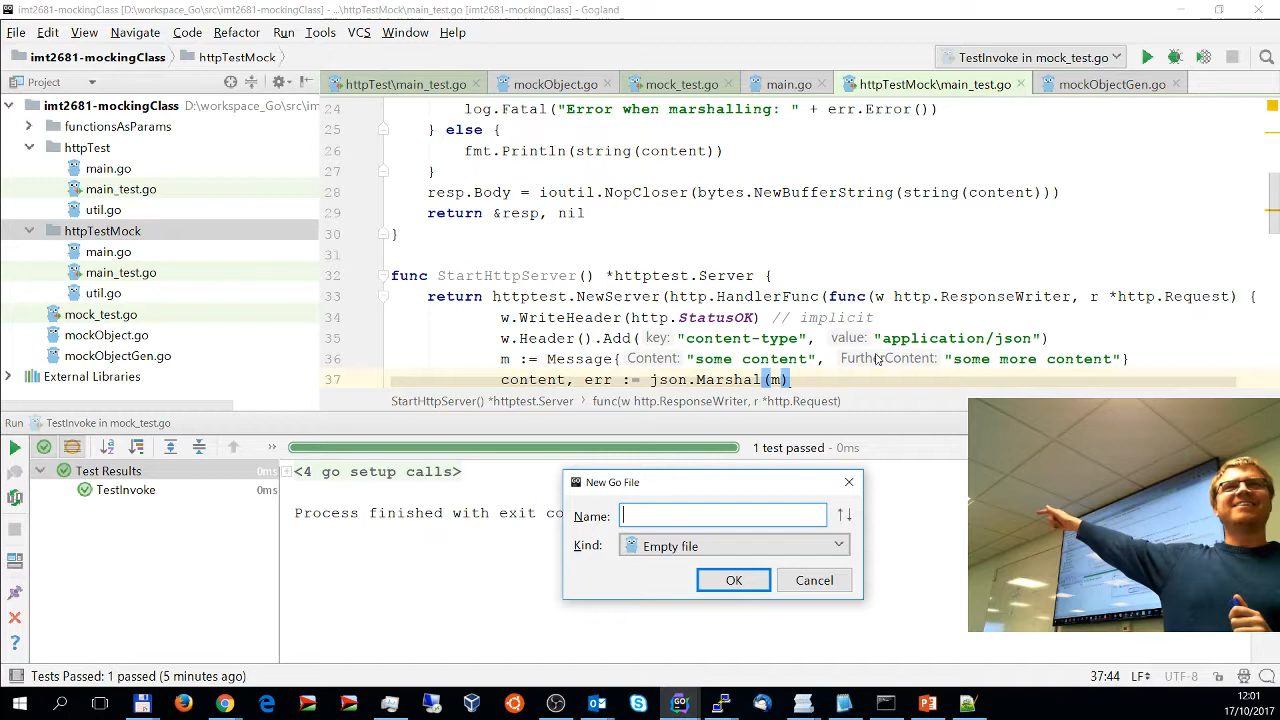 imt2681-mockingClass [D:\workspace_Go\src\imt2681-mockingClass] - ...\httpTestMock\main_test.go [imt2681-mockingClass] - Gogland
File Edit View Navigate Code Refactor Run Tools VCS Window Help
imt2681-mockingClass httpTestMock TestInvoke in mock_test.go
Project httpTest\main_test.go mockObject.go mock_test.go main.go httpTestMock\main_test.go mockObjectGen.go
imt2681-mockingClass D:\workspace_Go\src\im
functionsAsParams
httpTest
main.go
main_test.go
util.go
httpTestMock
main.go
main_test.go
util.go
mock_test.go
mockObject.go
mockObjectGen.go
External Libraries
24 log.Fatal("Error when marshalling: " + err.Error())
25 } else {
26 fmt.Println(string(content))
27 }
28 resp.Body = ioutil.NopCloser(bytes.NewBufferString(string(content)))
29 return &resp, nil
30 }
31
32 func StartHttpServer() *httptest.Server {
33 return httptest.NewServer(http.HandlerFunc(func(w http.ResponseWriter, r *http.Request) {
34 w.WriteHeader(http.StatusOK) // implicit
35 w.Header().Add( key: "content-type", value: "application/json")
36 m := Message{ Content: "some content", FurtherContent: "some more content"}
37 content, err := json.Marshal(m)
StartHttpServer() *httptest.Server func(w http.ResponseWriter, r *http.Request)
Run TestInvoke in mock_test.go
>> 1 test passed - 0ms
Test Results 0ms
TestInvoke 0ms
<4 go setup calls>
Process finished with exit co
New Go File
Name:
Kind: Empty file
OK Cancel
Tests Passed: 1 passed (5 minutes ago) 37:44 LF UTF-8
12:01
17/10/2017